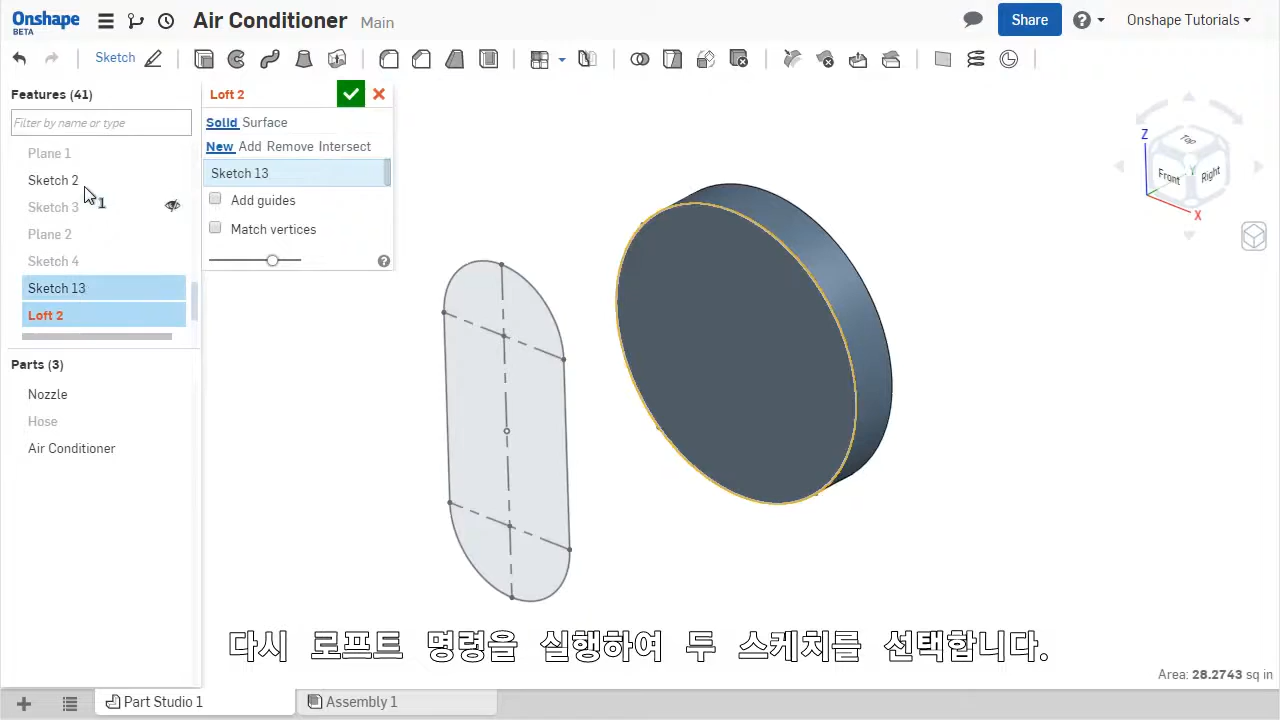 Onshape
BETA
Air Conditioner Main
Share
Onshape Tutorials
Sketch
Features (41)
Filter by name or type
Plane 1
Sketch 2
1
Sketch 3
Plane 2
Sketch 4
Sketch 13
Loft 2
Parts (3)
Nozzle
Hose
Air Conditioner
Loft 2
Solid Surface
New Add Remove Intersect
Sketch 13
Add guides
Match vertices
Z
Top
Front
Right
Y
X
다시 로프트 명령을 실행하여 두 스케치를 선택합니다.
Area: 28.2743 sq in
Part Studio 1
Assembly 1